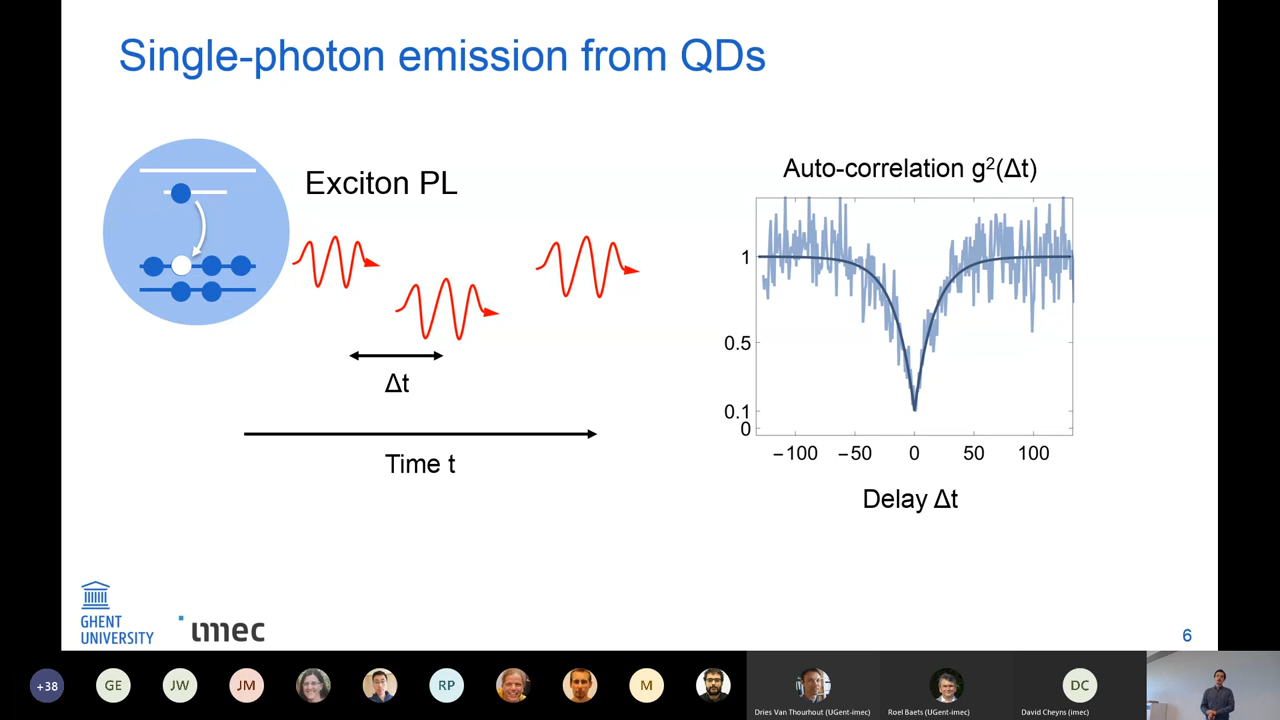 Single-photon emission from QDs
Exciton PL
Δt
Time t
Auto-correlation g²(Δt)
1
0.5
0.1
0
−100 −50 0 50 100
Delay Δt
GHENT
UNIVERSITY
imec
6
+38
GE
JW
JM
RP
M
Dries Van Thourhout (UGent-imec)
Roel Baets (UGent-imec)
DC
David Cheyns (imec)